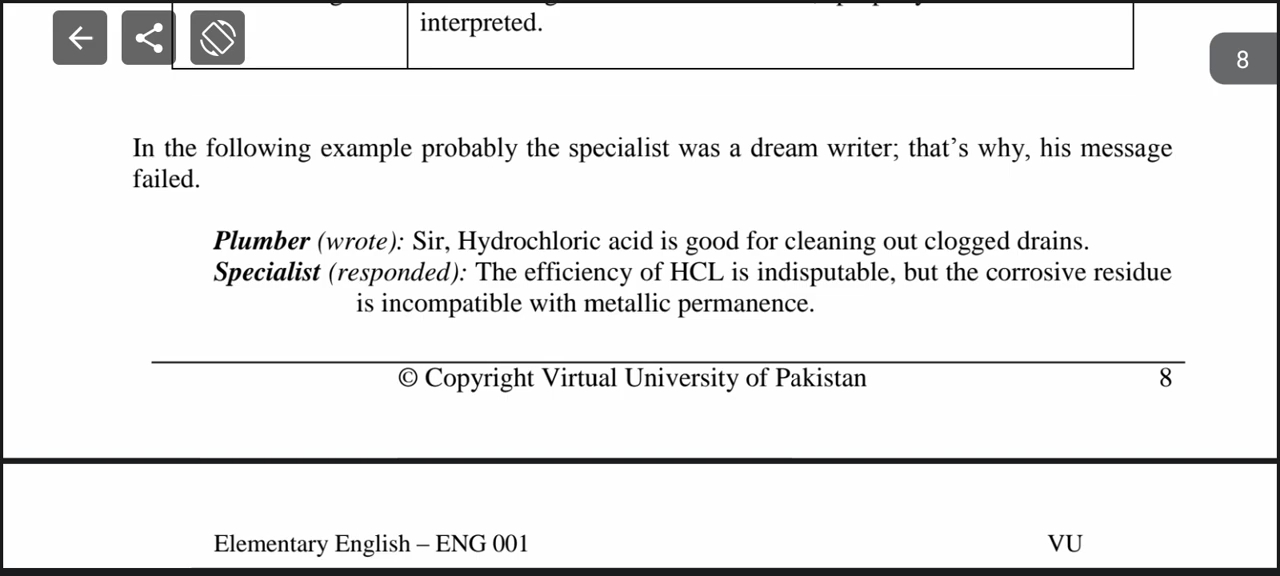 interpreted.
8
In the following example probably the specialist was a dream writer; that’s why, his message
failed.
Plumber (wrote): Sir, Hydrochloric acid is good for cleaning out clogged drains.
Specialist (responded): The efficiency of HCL is indisputable, but the corrosive residue
is incompatible with metallic permanence.
© Copyright Virtual University of Pakistan 8
Elementary English – ENG 001 VU